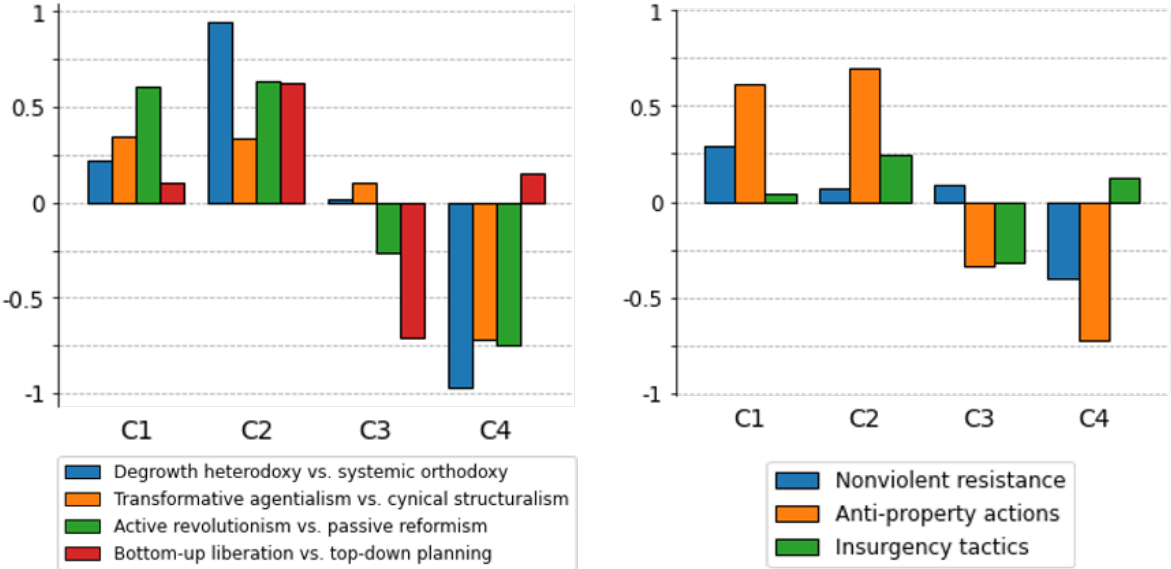 1
0.5
0
-0.5
-1
C1 C2 C3 C4
Degrowth heterodoxy vs. systemic orthodoxy
Transformative agentialism vs. cynical structuralism
Active revolutionism vs. passive reformism
Bottom-up liberation vs. top-down planning
1
0.5
0
-0.5
-1
C1 C2 C3 C4
Nonviolent resistance
Anti-property actions
Insurgency tactics